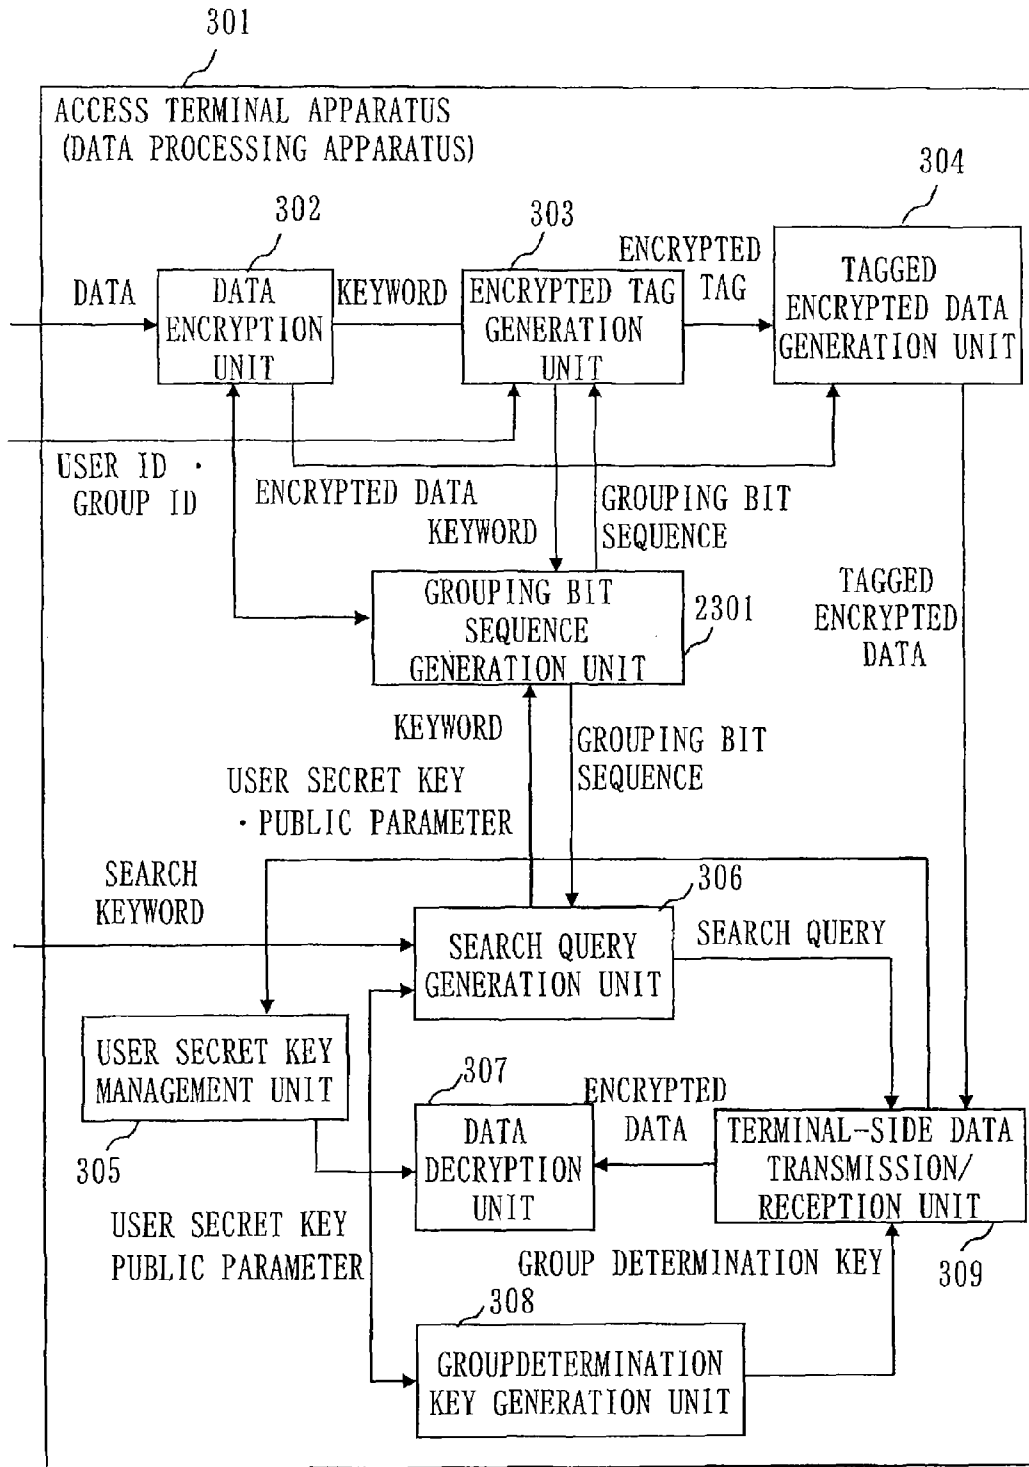 301
ACCESS TERMINAL APPARATUS
(DATA PROCESSING APPARATUS)
304
302
303
ENCRYPTED
TAG
DATA
DATA
ENCRYPTION
UNIT
KEYWORD
ENCRYPTED TAG
GENERATION
UNIT
TAGGED
ENCRYPTED DATA
GENERATION UNIT
USER ID ·
GROUP ID
ENCRYPTED DATA
KEYWORD
GROUPING BIT
SEQUENCE
GROUPING BIT
SEQUENCE
GENERATION UNIT
2301
TAGGED
ENCRYPTED
DATA
KEYWORD
GROUPING BIT
SEQUENCE
USER SECRET KEY
· PUBLIC PARAMETER
SEARCH
KEYWORD
306
SEARCH QUERY
GENERATION UNIT
SEARCH QUERY
USER SECRET KEY
MANAGEMENT UNIT
305
307
DATA
DECRYPTION
UNIT
ENCRYPTED
DATA
TERMINAL-SIDE DATA
TRANSMISSION/
RECEPTION UNIT
309
USER SECRET KEY
PUBLIC PARAMETER
GROUP DETERMINATION KEY
308
GROUPDETERMINATION
KEY GENERATION UNIT